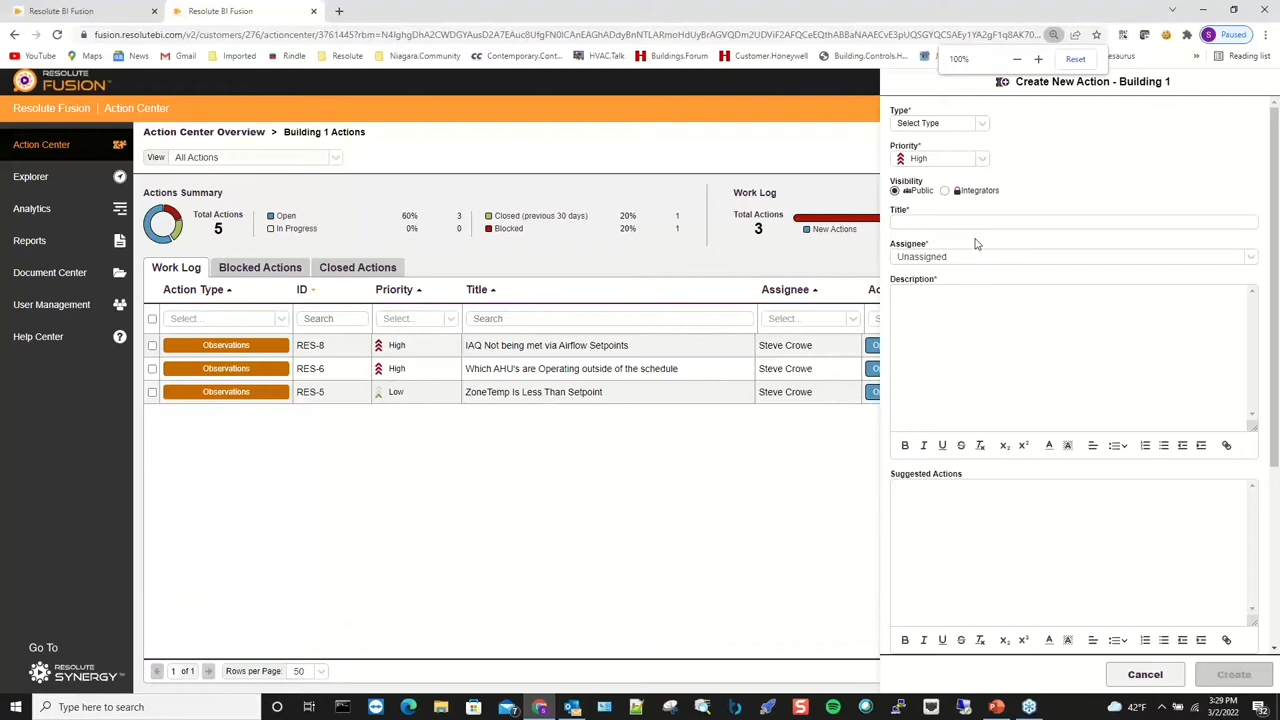 Resolute BI Fusion
Resolute BI Fusion
fusion.resolutebi.com/v2/customers/276/actioncenter/3761445?rbm=
Paused
YouTube
Maps
News
Gmail
Imported
Resolute
Niagara.Community
Contemporary.Cont...
HVAC.Talk
Buildings.Forum
Customer.Honeywell
Building.Controls.H...
saurus
Reading list
100%
Reset
RESOLUTE
FUSION
Resolute Fusion | Action Center
Action Center
Explorer
Analytics
Reports
Document Center
User Management
Help Center
Go To
RESOLUTE
SYNERGY
Action Center Overview > Building 1 Actions
View All Actions
Actions Summary
Total Actions
5
Open 60% 3
In Progress 0% 0
Closed (previous 30 days) 20% 1
Blocked 20% 1
Work Log
Total Actions
3
New Actions
Work Log Blocked Actions Closed Actions
Action Type ID Priority Title Assignee Ac
Select... Search Select... Search Select... S
Observations RES-8 High IAQ Not being met via Airflow Setpoints Steve Crowe O
Observations RES-6 High Which AHU's are Operating outside of the schedule Steve Crowe O
Observations RES-5 Low ZoneTemp Is Less Than Setpoint Steve Crowe O
1 of 1 Rows per Page: 50
Create New Action - Building 1
Type*
Select Type
Priority*
High
Visibility
Public Integrators
Title*
Assignee*
Unassigned
Description*
Suggested Actions
Cancel Create
Type here to search
42°F
3:29 PM
3/2/2022